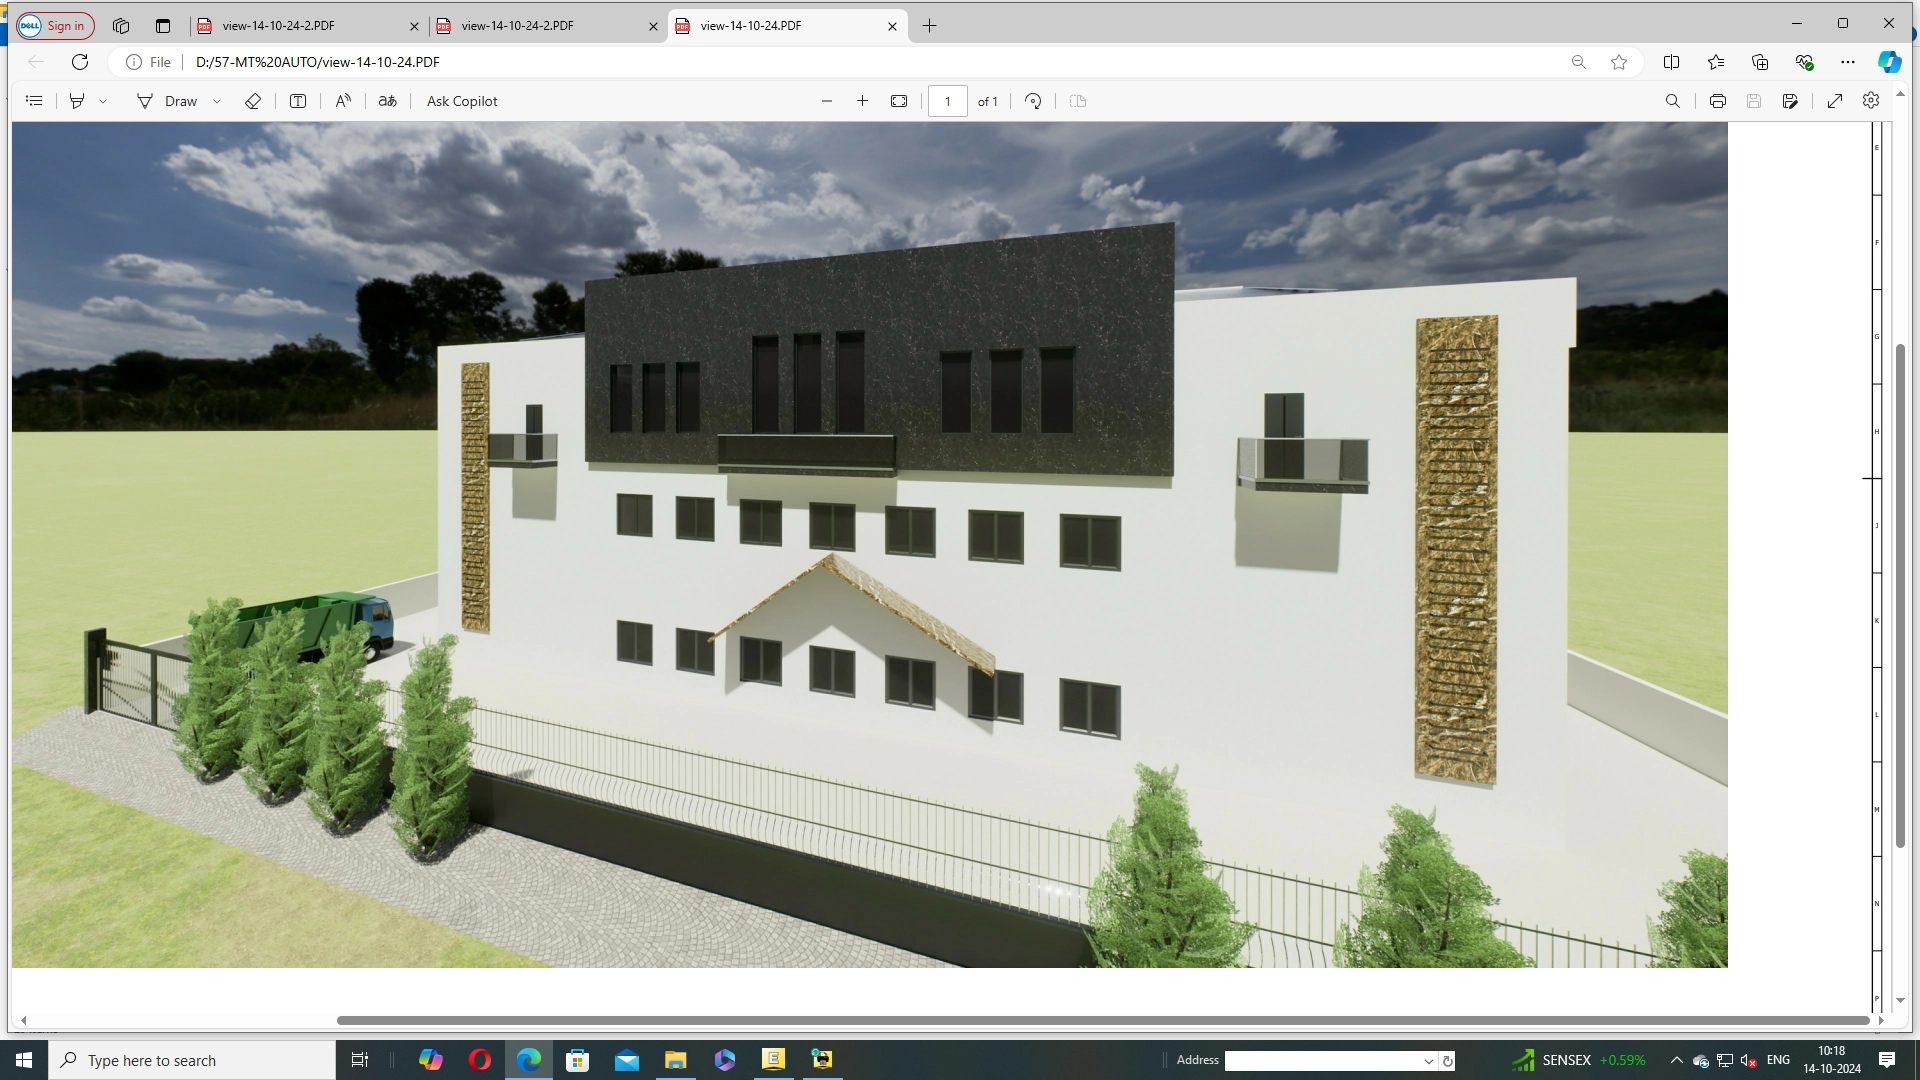 DELL Sign in
view-14-10-24-2.PDF
view-14-10-24-2.PDF
view-14-10-24.PDF
File D:/57-MT%20AUTO/view-14-10-24.PDF
Draw
Ask Copilot
1 of 1
E
F
G
H
J
K
L
M
N
P
Type here to search
Address
SENSEX +0.59%
ENG
10:18
14-10-2024